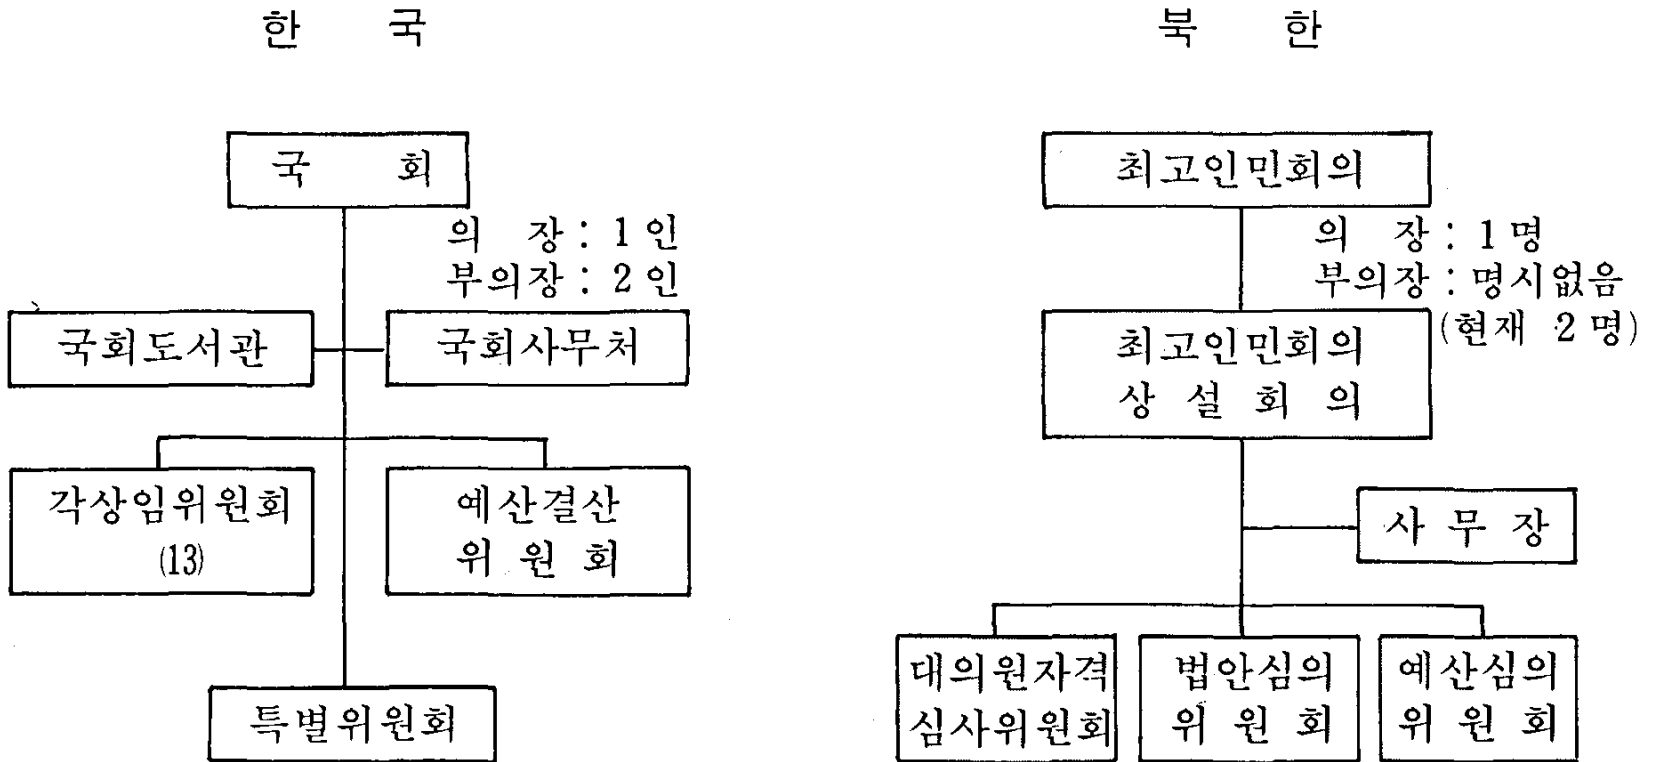 한 국
국 회
의 장 : 1 인
부의장 : 2 인
국회도서관
국회사무처
각상임위원회
(13)
예산결산
위 원 회
특별위원회
북 한
최고인민회의
의 장 : 1 명
부의장 : 명시없음
(현재 2 명)
최고인민회의
상 설 회 의
사 무 장
대의원자격
심사위원회
법안심의
위 원 회
예산심의
위 원 회